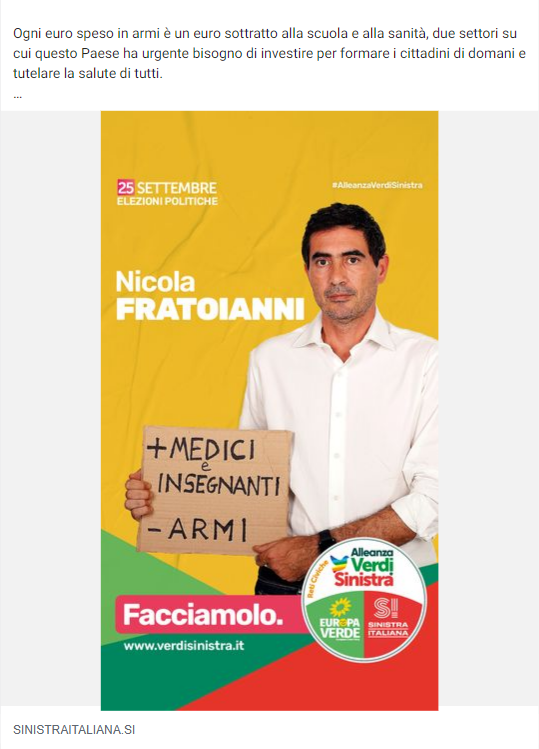 Ogni euro speso in armi è un euro sottratto alla scuola e alla sanità, due settori su
cui questo Paese ha urgente bisogno di investire per formare i cittadini di domani e
tutelare la salute di tutti.
...
25 SETTEMBRE
ELEZIONI POLITICHE
#AlleanzaVerdiSinistra
Nicola
FRATOIANNI
+MEDICI
e
INSEGNANTI
-ARMI
Reti Civiche
Alleanza
Verdi
Sinistra
EUROPA
VERDE
SI
SINISTRA
ITALIANA
Facciamolo.
www.verdisinistra.it
SINISTRAITALIANA.SI